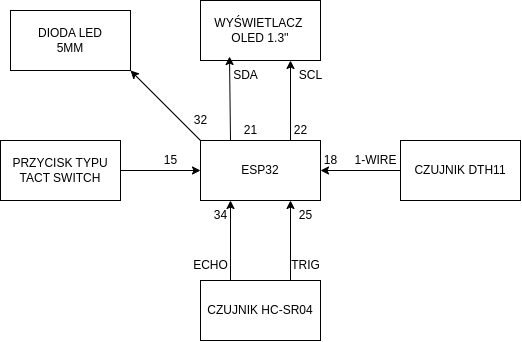 DIODA LED
5MM
WYŚWIETLACZ
OLED 1.3"
SDA
SCL
32
21
22
PRZYCISK TYPU
TACT SWITCH
15
ESP32
18
1-WIRE
CZUJNIK DTH11
34
25
ECHO
TRIG
CZUJNIK HC-SR04